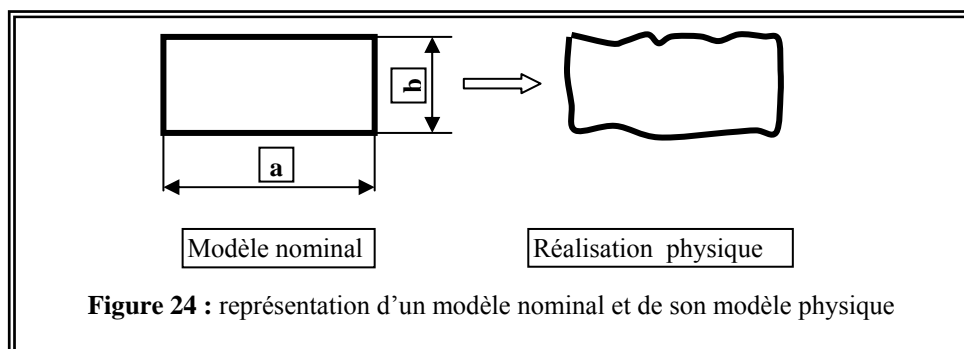 b
a
Modèle nominal
Réalisation physique
Figure 24 : représentation d’un modèle nominal et de son modèle physique